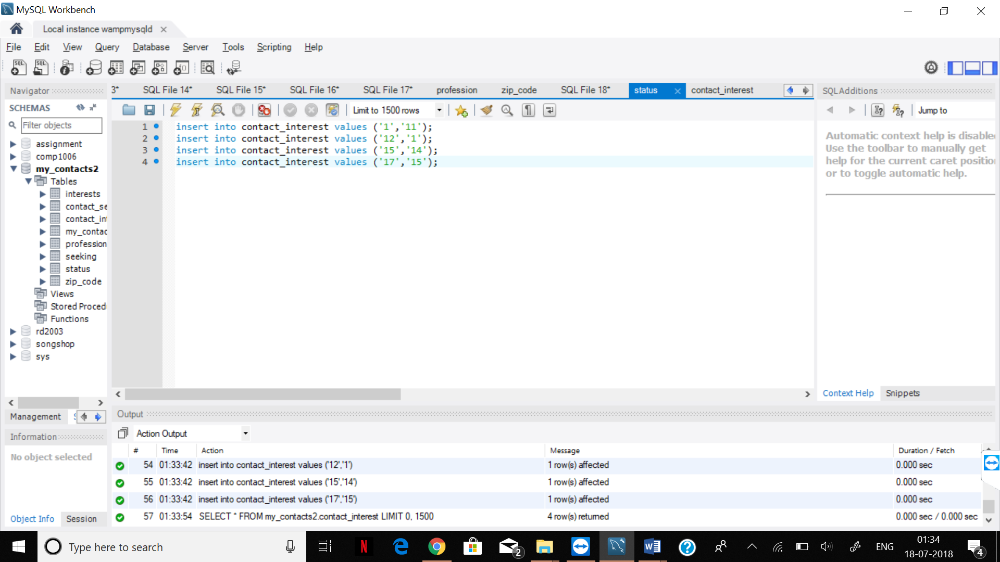 MySQL Workbench
Local instance wampmysqld
File Edit View Query Database Server Tools Scripting Help
Navigator
SCHEMAS
Filter objects
assignment
comp1006
my_contacts2
Tables
interests
contact_se
contact_in
my_contac
profession
seeking
status
zip_code
Views
Stored Proced
Functions
rd2003
songshop
sys
Management
Information
No object selected
Object Info Session
3* SQL File 14* SQL File 15* SQL File 16* SQL File 17* profession zip_code SQL File 18* status contact_interest
Limit to 1500 rows
1 insert into contact_interest values ('1','11');
2 insert into contact_interest values ('12','1');
3 insert into contact_interest values ('15','14');
4 insert into contact_interest values ('17','15');
SQLAdditions
Jump to
Automatic context help is disable
Use the toolbar to manually get
help for the current caret positio
or to toggle automatic help.
Context Help Snippets
Output
Action Output
# Time Action Message Duration / Fetch
54 01:33:42 insert into contact_interest values ('12','1') 1 row(s) affected 0.000 sec
55 01:33:42 insert into contact_interest values ('15','14') 1 row(s) affected 0.000 sec
56 01:33:42 insert into contact_interest values ('17','15') 1 row(s) affected 0.000 sec
57 01:33:54 SELECT * FROM my_contacts2.contact_interest LIMIT 0, 1500 4 row(s) returned 0.000 sec / 0.000 sec
Type here to search
2
ENG
01:34
18-07-2018
4